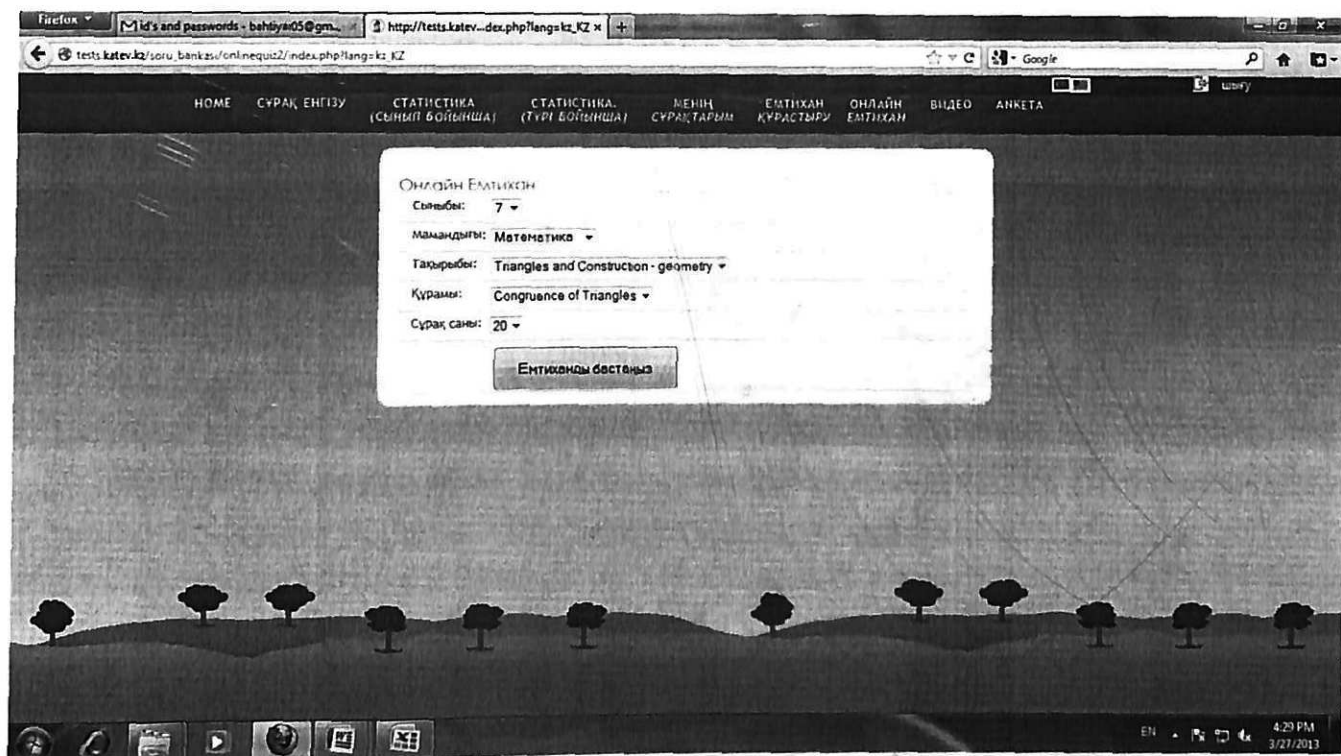 Firefox
id's and passwords - bahtiyar05@gm...
http://tests.katev...dex.php?lang=kz_KZ x +
tests.katev.kz/soru_bankasi/onlinequiz2/index.php?lang=kz_KZ
Google
шығу
HOME СҰРАҚ ЕНГІЗУ СТАТИСТИКА (СЫНЫП БОЙЫНША) СТАТИСТИКА. (ТҮРІ БОЙЫНША) МЕНІҢ СҰРАҚТАРЫМ ЕМТИХАН ҚҰРАСТЫРУ ОНЛАЙН ЕМТИХАН ВИДЕО ANKETA
Онлайн Емтихан
Сыныбы: 7
Мамандығы: Математика
Тақырыбы: Triangles and Construction - geometry
Құрамы: Congruence of Triangles
Сұрақ саны: 20
Емтиханды бастаңыз
EN
4:29 PM
3/27/2013